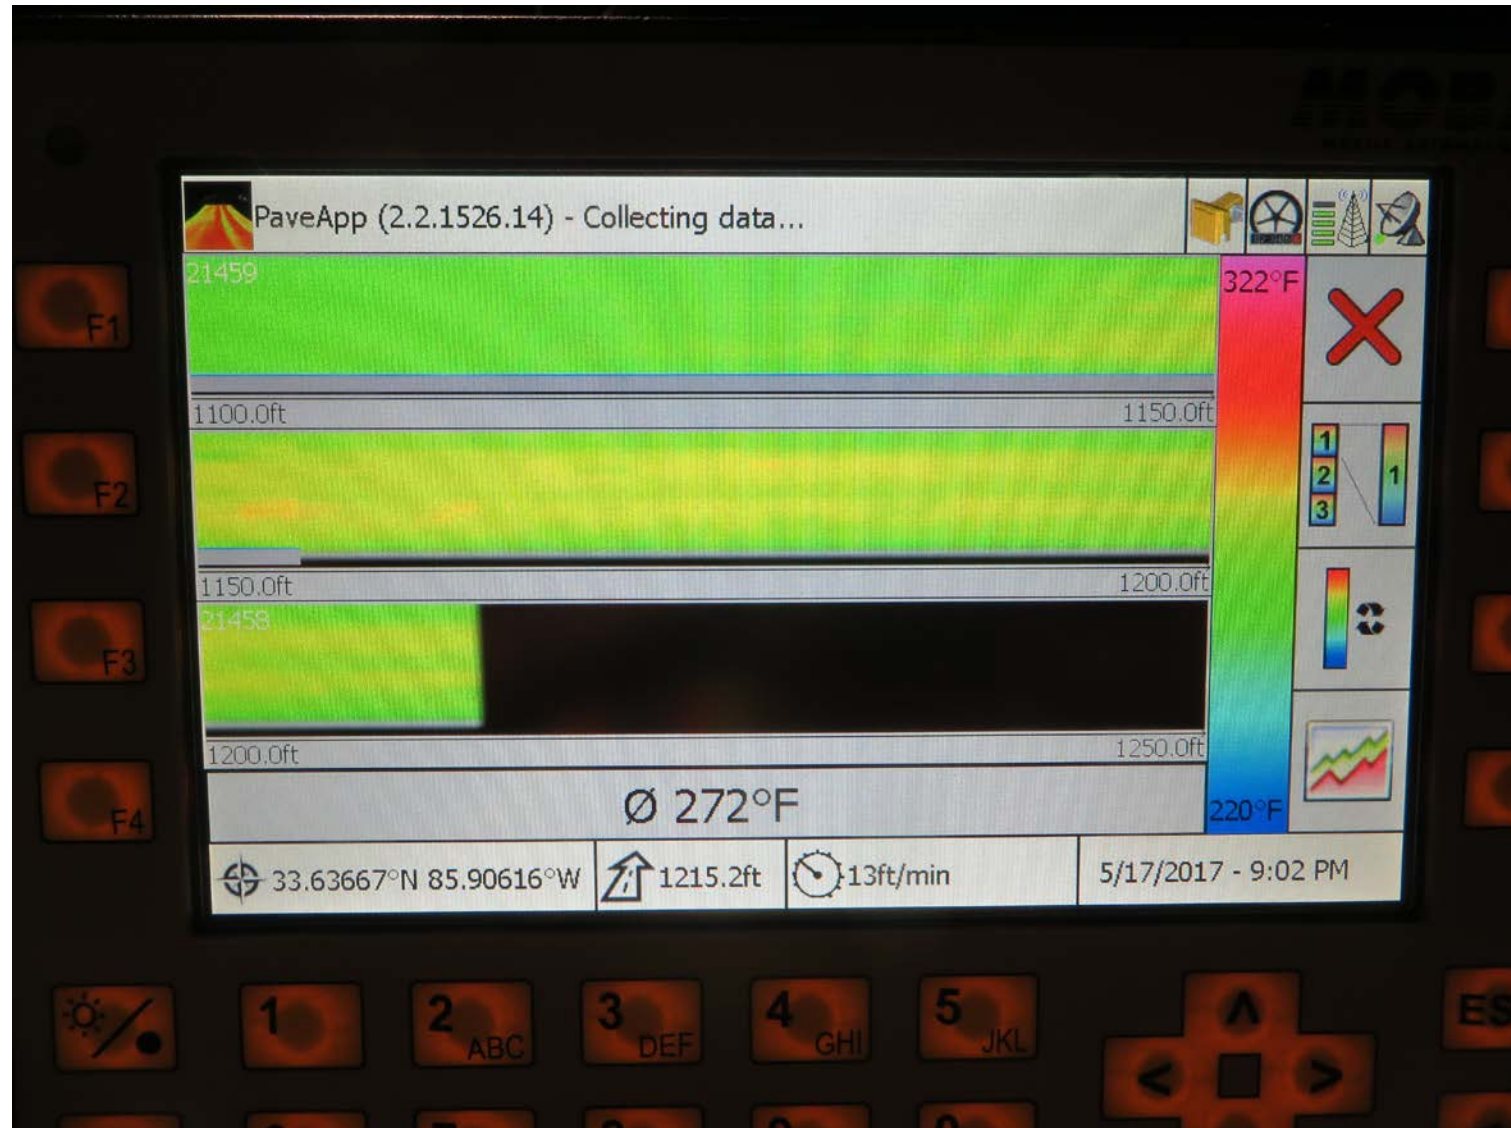 MOB
PaveApp (2.2.1526.14) - Collecting data...
21459
322°F
1100.0ft 1150.0ft
1
2
3
1
1150.0ft 1200.0ft
21458
1200.0ft 1250.0ft
220°F
Ø 272°F
33.63667°N 85.90616°W 1215.2ft 13ft/min 5/17/2017 - 9:02 PM
F1
F2
F3
F4
1 2 ABC 3 DEF 4 GHI 5 JKL
^
< >
ES